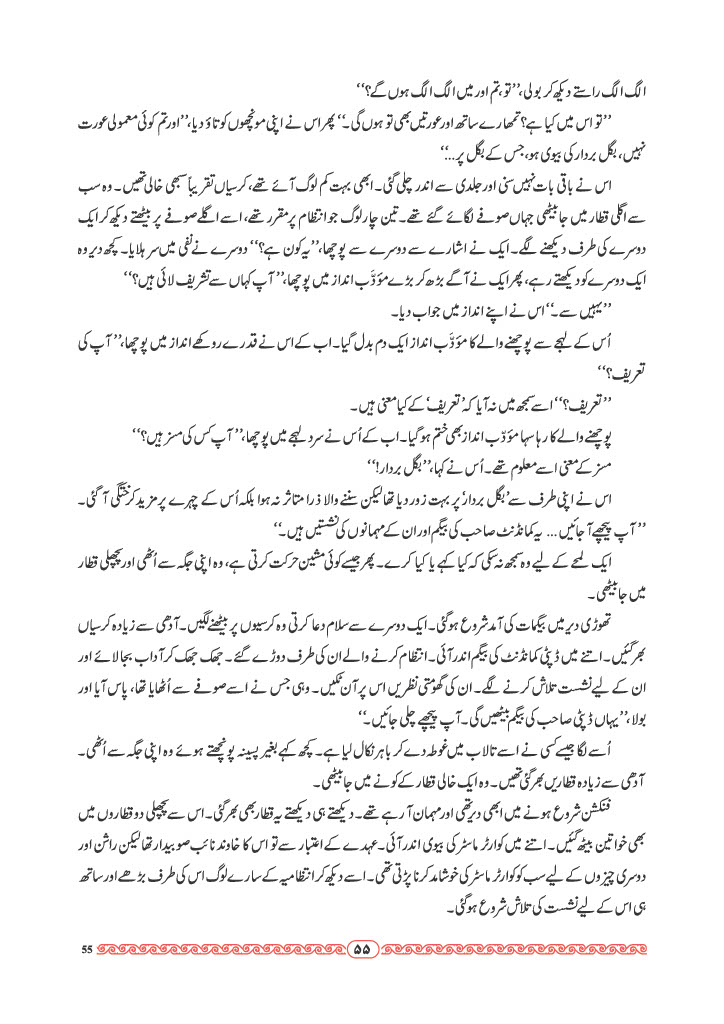 الگ الگ راستے دیکھ کر بولی، ’’تو، تم اور میں الگ الگ ہوں گے؟‘‘
’’تو اس میں کیا ہے؟ تمھارے ساتھ اور عورتیں بھی تو ہوں گی۔‘‘ پھر اس نے اپنی مونچھوں کو تاؤ دیا، ’’اور تم کوئی معمولی عورت
نہیں، بگل بردار کی بیوی ہو، جس کے بگل پر...‘‘
اس نے باقی بات نہیں سنی اور جلدی سے اندر چلی گئی۔ ابھی بہت کم لوگ آئے تھے، کرسیاں تقریباً سبھی خالی تھیں۔ وہ سب
سے اگلی قطار میں جا بیٹھی جہاں صوفے لگائے گئے تھے۔ تین چار لوگ جو انتظام پر مقرر تھے، اسے اگلے صوفے پر بیٹھتے دیکھ کر ایک
دوسرے کی طرف دیکھنے لگے۔ ایک نے اشارے سے دوسرے سے پوچھا، ’’یہ کون ہے؟‘‘ دوسرے نے نفی میں سر ہلایا۔ کچھ دیر وہ
ایک دوسرے کو دیکھتے رہے، پھر ایک نے آگے بڑھ کر بڑے مؤدَّب انداز میں پوچھا، ’’آپ کہاں سے تشریف لائی ہیں؟‘‘
’’یہیں سے۔‘‘ اس نے اپنے انداز میں جواب دیا۔
اُس کے لہجے سے پوچھنے والے کا مؤدَّب انداز ایک دم بدل گیا۔ اب کے اس نے قدرے روکھے انداز میں پوچھا، ’’آپ کی
تعریف؟‘‘
’’تعریف؟‘‘ اسے سمجھ میں نہ آیا کہ ’تعریف‘ کے کیا معنی ہیں۔
پوچھنے والے کا رہا سہا مؤدّب انداز بھی ختم ہو گیا۔ اب کے اُس نے سرد لہجے میں پوچھا، ’’آپ کس کی مسز ہیں؟‘‘
مسز کے معنی اسے معلوم تھے۔ اُس نے کہا، ’’بگل بردار!‘‘
اس نے اپنی طرف سے ’بگل بردار‘ پر بہت زور دیا تھا لیکن سننے والا ذرا متاثر نہ ہوا بلکہ اُس کے چہرے پر مزید کرختگی آ گئی۔
’’آپ پیچھے آ جائیں... یہ کمانڈنٹ صاحب کی بیگم اور ان کے مہمانوں کی نشستیں ہیں۔‘‘
ایک لمحے کے لیے وہ سمجھ نہ سکی کہ کیا کہے یا کیا کرے۔ پھر جیسے کوئی مشین حرکت کرتی ہے، وہ اپنی جگہ سے اُٹھی اور پچھلی قطار
میں جا بیٹھی۔
تھوڑی دیر میں بیگمات کی آمد شروع ہو گئی۔ ایک دوسرے سے سلام دعا کرتی وہ کرسیوں پر بیٹھنے لگیں۔ آدھی سے زیادہ کرسیاں
بھر گئیں۔ اتنے میں ڈپٹی کمانڈنٹ کی بیگم اندر آئی۔ انتظام کرنے والے ان کی طرف دوڑے گئے۔ جھک جھک کر آداب بجا لائے اور
ان کے لیے نشست تلاش کرنے لگے۔ ان کی گھومتی نظریں اس پر آن ٹکیں۔ وہی جس نے اسے صوفے سے اُٹھایا تھا، پاس آیا اور
بولا، ’’یہاں ڈپٹی صاحب کی بیگم بیٹھیں گی۔ آپ پیچھے چلی جائیں۔‘‘
اُسے لگا جیسے کسی نے اسے تالاب میں غوطہ دے کر باہر نکال لیا ہے۔ کچھ کہے بغیر پسینہ پونچھتے ہوئے وہ اپنی جگہ سے اُٹھی۔
آدھی سے زیادہ قطاریں بھر گئی تھیں۔ وہ ایک خالی قطار کے کونے میں جا بیٹھی۔
فنکشن شروع ہونے میں ابھی دیر تھی اور مہمان آ رہے تھے۔ دیکھتے ہی دیکھتے یہ قطار بھی بھر گئی۔ اس سے پچھلی دو قطاروں میں
بھی خواتین بیٹھ گئیں۔ اتنے میں کوارٹر ماسٹر کی بیوی اندر آئی۔ عہدے کے اعتبار سے تو اس کا خاوند نائب صوبیدار تھا لیکن راشن اور
دوسری چیزوں کے لیے سب کو کوارٹر ماسٹر کی خوشامد کرنا پڑتی تھی۔ اسے دیکھ کر انتظامیہ کے سارے لوگ اس کی طرف بڑھے اور ساتھ
ہی اس کے لیے نشست کی تلاش شروع ہو گئی۔
۵۵
55